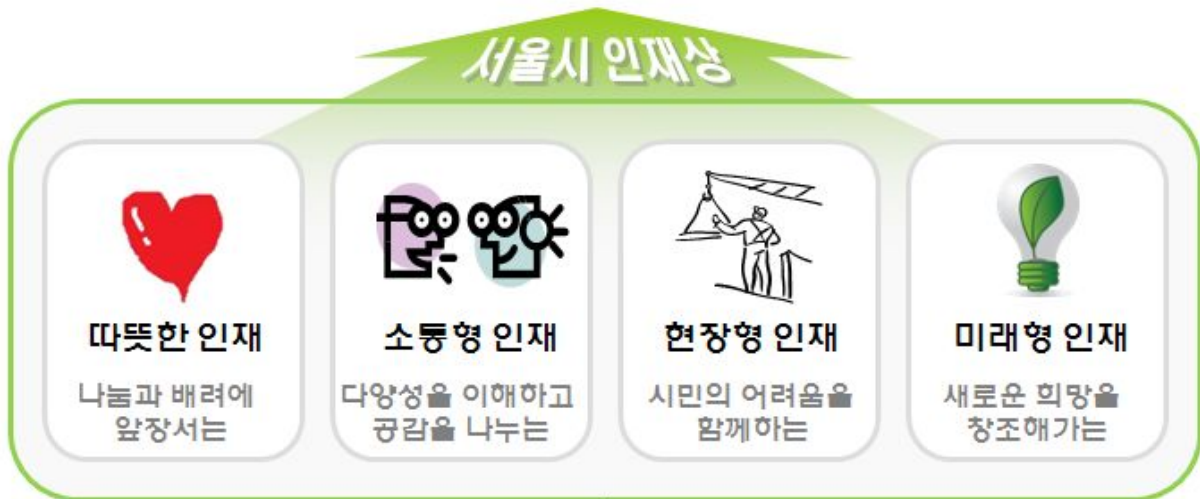 서울시 인재상
따뜻한 인재
나눔과 배려에
앞장서는
소통형 인재
다양성을 이해하고
공감을 나누는
현장형 인재
시민의 어려움을
함께하는
미래형 인재
새로운 희망을
창조해가는